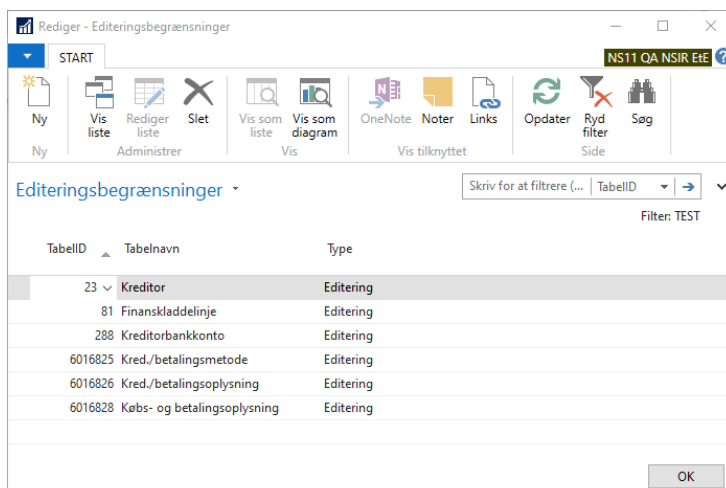 Rediger - Editeringsbegrænsninger
START
NS11 QA NSIR EtE
Ny
Vis liste
Rediger liste
Slet
Vis som liste
Vis som diagram
OneNote
Noter
Links
Opdater
Ryd filter
Søg
Ny
Administrer
Vis
Vis tilknyttet
Side
Editeringsbegrænsninger
Skriv for at filtrere (... TabelID
Filter: TEST
TabelID Tabelnavn Type
23 Kreditor Editering
81 Finanskladdelinje Editering
288 Kreditorbankkonto Editering
6016825 Kred./betalingsmetode Editering
6016826 Kred./betalingsoplysning Editering
6016828 Købs- og betalingsoplysning Editering
OK